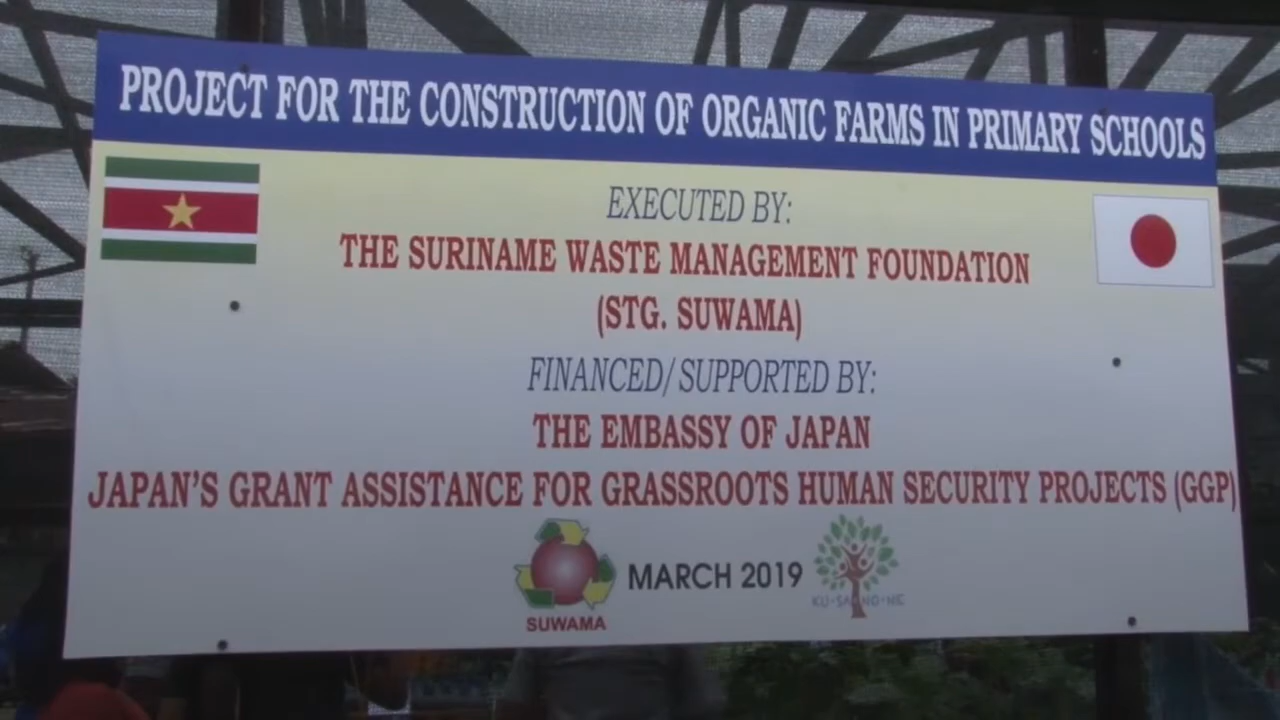 PROJECT FOR THE CONSTRUCTION OF ORGANIC FARMS IN PRIMARY SCHOOLS
EXECUTED BY:
THE SURINAME WASTE MANAGEMENT FOUNDATION
(STG. SUWAMA)
FINANCED/SUPPORTED BY:
THE EMBASSY OF JAPAN
JAPAN'S GRANT ASSISTANCE FOR GRASSROOTS HUMAN SECURITY PROJECTS (GGP)
MARCH 2019
SUWAMA